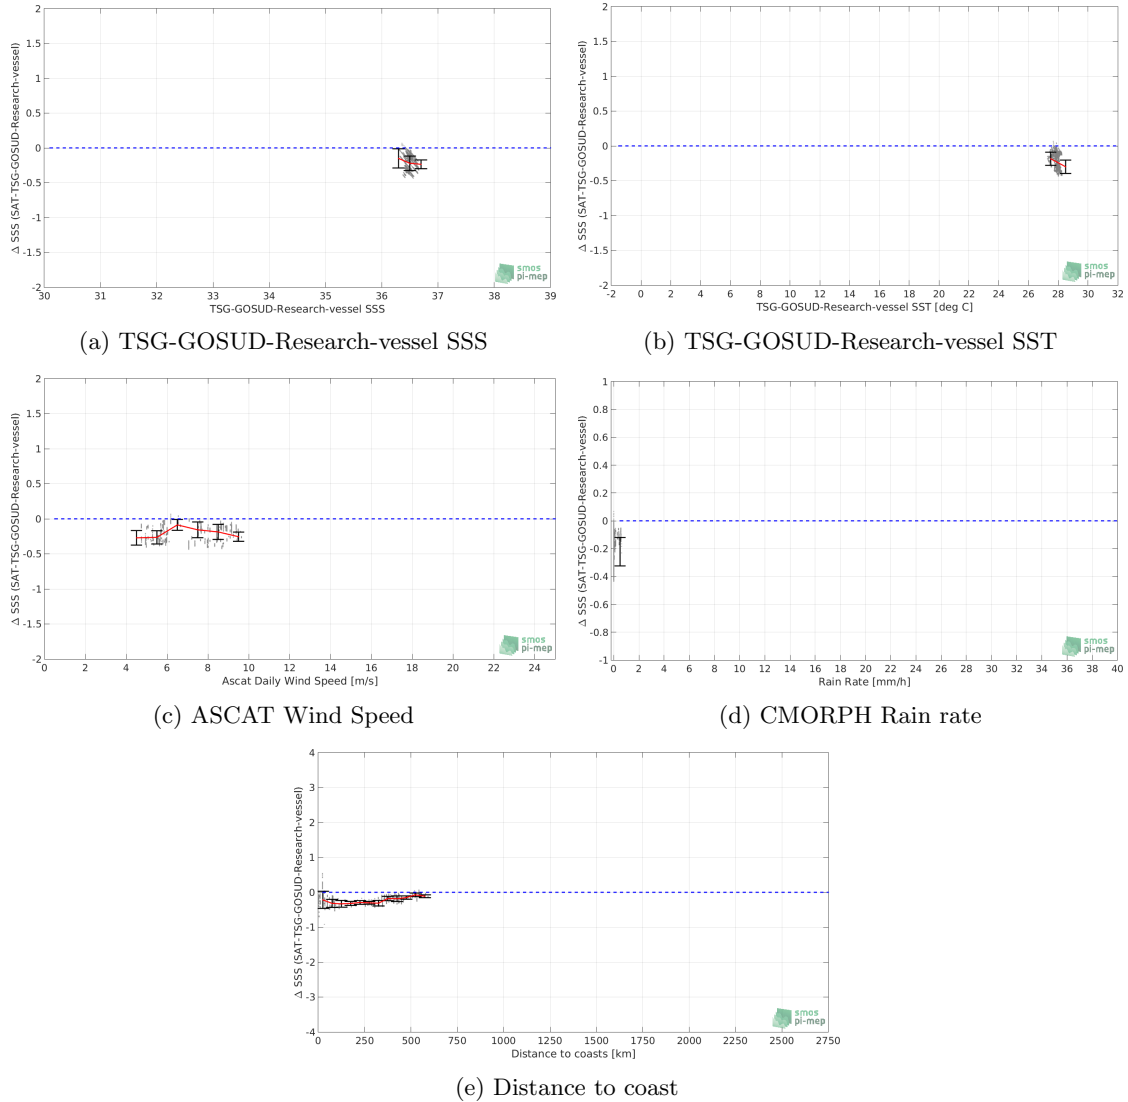 2
1.5
1
0.5
0
-0.5
-1
-1.5
-2
Δ SSS (SAT-TSG-GOSUD-Research-vessel)
30 31 32 33 34 35 36 37 38 39
TSG-GOSUD-Research-vessel SSS
smos
pi-mep
(a) TSG-GOSUD-Research-vessel SSS
2
1.5
1
0.5
0
-0.5
-1
-1.5
-2
Δ SSS (SAT-TSG-GOSUD-Research-vessel)
-2 0 2 4 6 8 10 12 14 16 18 20 22 24 26 28 30 32
TSG-GOSUD-Research-vessel SST [deg C]
smos
pi-mep
(b) TSG-GOSUD-Research-vessel SST
2
1.5
1
0.5
0
-0.5
-1
-1.5
-2
Δ SSS (SAT-TSG-GOSUD-Research-vessel)
0 2 4 6 8 10 12 14 16 18 20 22 24
Ascat Daily Wind Speed [m/s]
smos
pi-mep
(c) ASCAT Wind Speed
1
0.8
0.6
0.4
0.2
0
-0.2
-0.4
-0.6
-0.8
-1
Δ SSS (SAT-TSG-GOSUD-Research-vessel)
0 2 4 6 8 10 12 14 16 18 20 22 24 26 28 30 32 34 36 38 40
Rain Rate [mm/h]
smos
pi-mep
(d) CMORPH Rain rate
4
3
2
1
0
-1
-2
-3
-4
Δ SSS (SAT-TSG-GOSUD-Research-vessel)
0 250 500 750 1000 1250 1500 1750 2000 2250 2500 2750
Distance to coasts [km]
smos
pi-mep
(e) Distance to coast